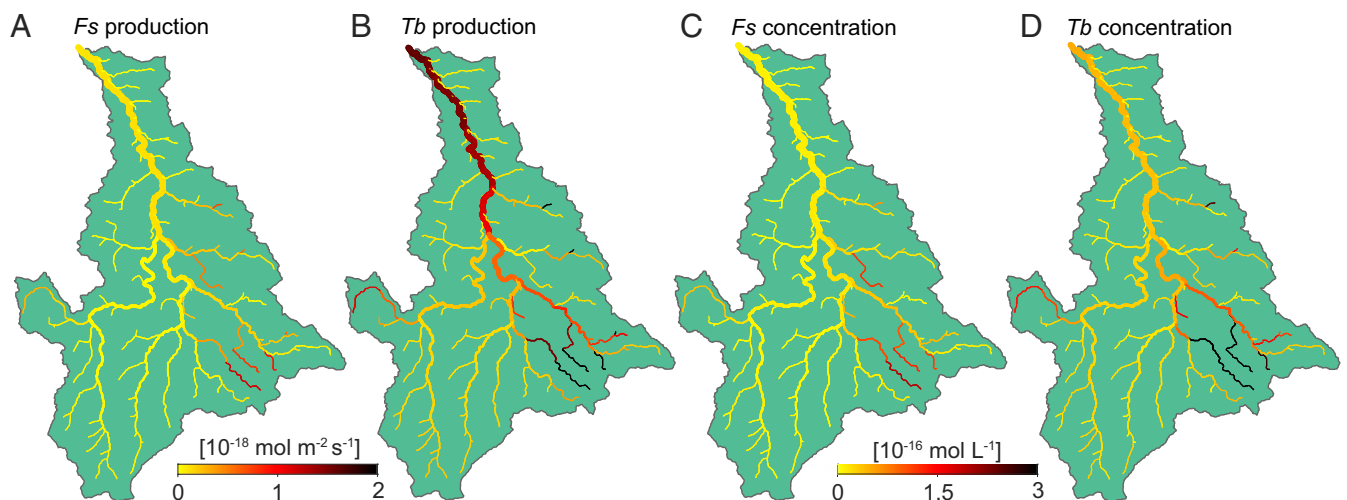 A Fs production
B Tb production
C Fs concentration
D Tb concentration
[10⁻¹⁸ mol m⁻² s⁻¹]
0 1 2
[10⁻¹⁶ mol L⁻¹]
0 1.5 3